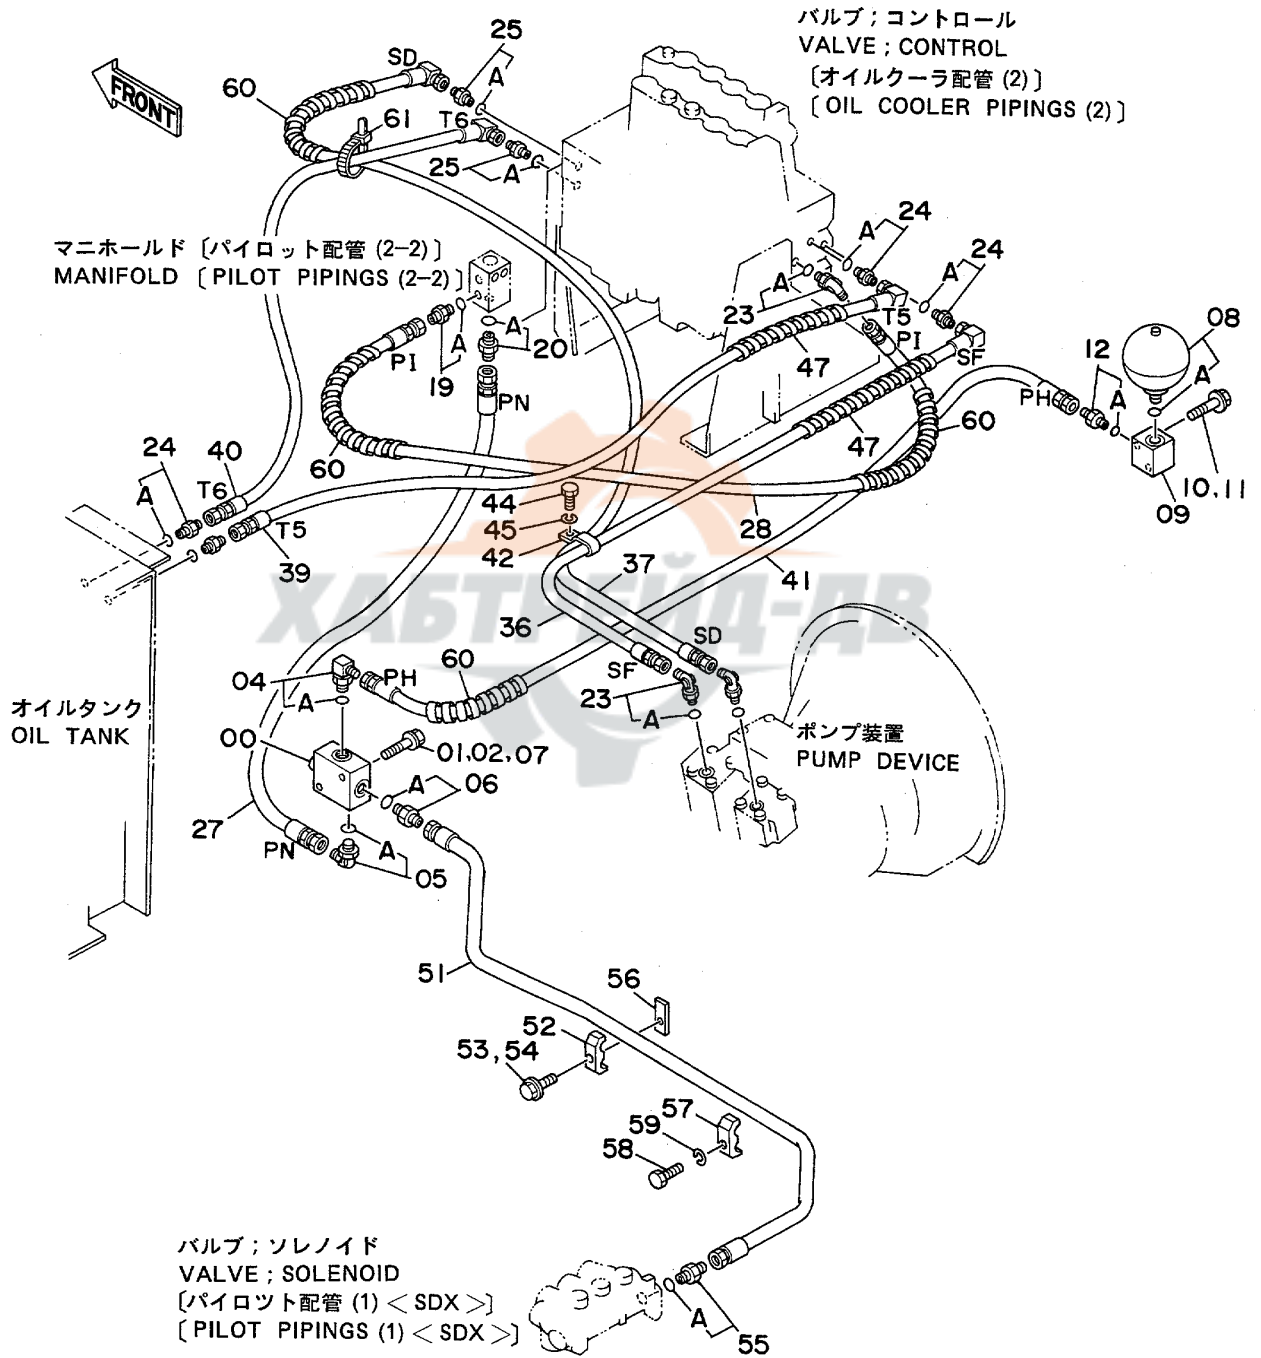 バルブ ; コントロール
VALVE ; CONTROL
〔オイルクーラ配管 (2)〕
〔OIL COOLER PIPINGS (2)〕
FRONT
25
SD
A
60
61
T6
25
A
マニホールド〔パイロット配管 (2-2)〕
MANIFOLD〔PILOT PIPINGS (2-2)〕
24
A
24
A
A
23
T5
PI
SF
08
A
12
A
PH
PI
A
19
A
20
PN
47
47
60
60
10,11
09
24
40
A
T6
T5
39
44
45
42
28
41
37
36
ХАБТРЕЙД-ДВ
SD
SF
23
A
60
PH
04
A
オイルタンク
OIL TANK
00
01,02,07
A
06
ポンプ装置
PUMP DEVICE
27
PN
A
05
51
56
52
53,54
57
59
58
バルブ ; ソレノイド
VALVE ; SOLENOID
〔パイロツト配管 (1) < SDX >〕
〔PILOT PIPINGS (1) < SDX >〕
A
55